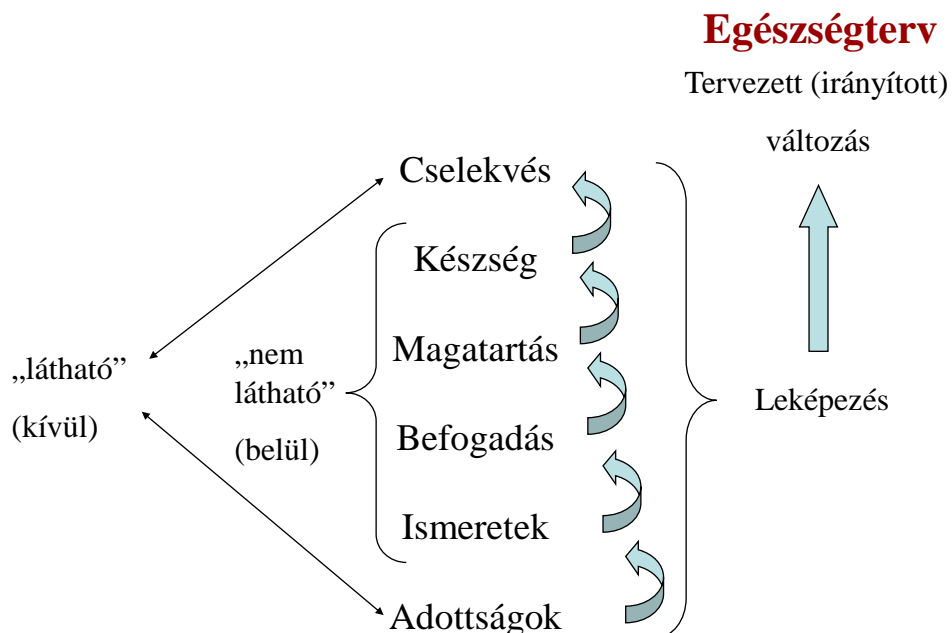 Egészségterv
Tervezett (irányított)
változás
Cselekvés
Készség
Magatartás
Befogadás
Ismeretek
Adottságok
„látható”
(kívül)
„nem
látható”
(belül)
Leképezés